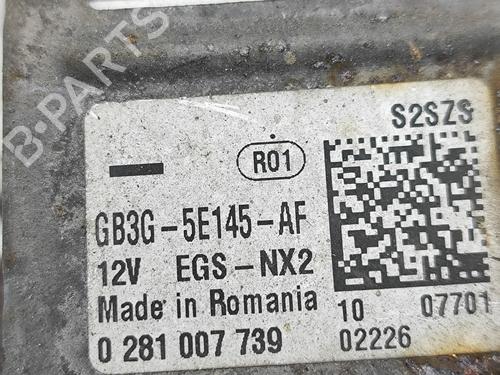 B-PARTS
S2SZS
R01
GB3G-5E145-AF
12V EGS-NX2
Made in Romania
10 07701
0 281 007 739
02226